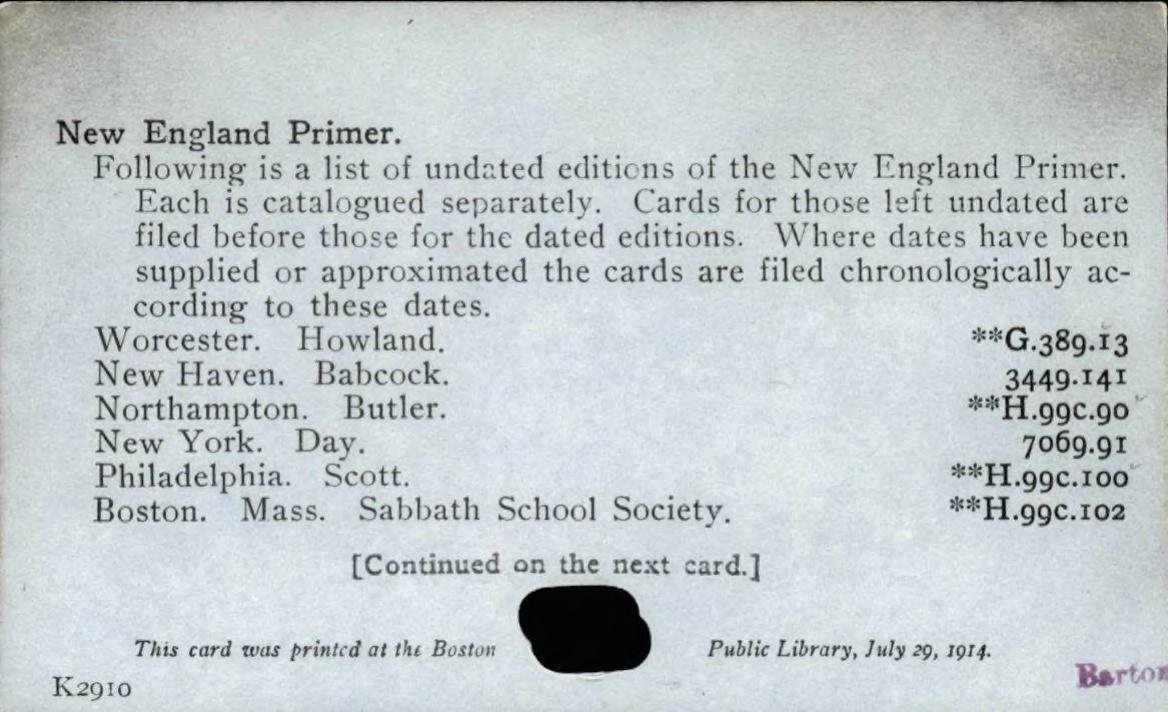 New England Primer.
Following is a list of undated editions of the New England Primer.
Each is catalogued separately. Cards for those left undated are
filed before those for the dated editions. Where dates have been
supplied or approximated the cards are filed chronologically ac-
cording to these dates.
Worcester. Howland. **G.389.13
New Haven. Babcock. 3449.141
Northampton. Butler. **H.99c.90
New York. Day. 7069.91
Philadelphia. Scott. **H.99c.100
Boston. Mass. Sabbath School Society. **H.99c.102
[Continued on the next card.]
This card was printed at the Boston Public Library, July 29, 1914.
K2910
Barton